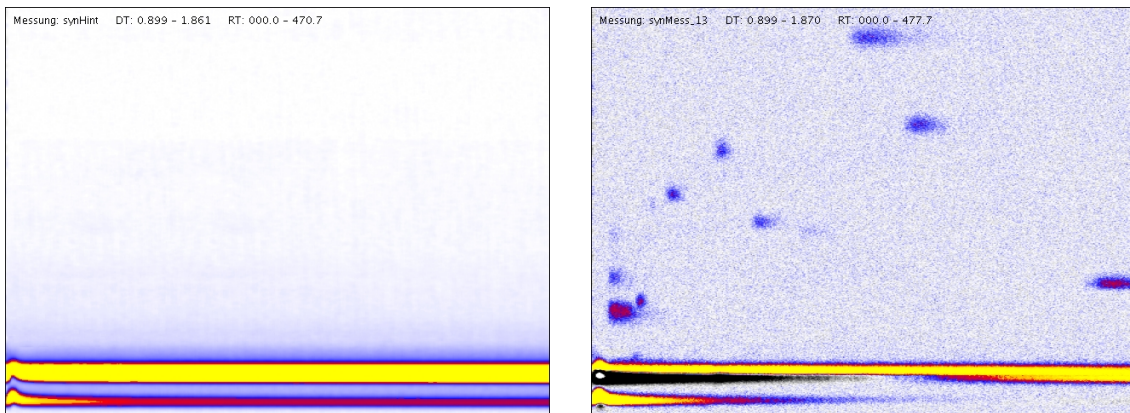 Messung: synHint DT: 0.899 - 1.861 RT: 000.0 - 470.7
Messung: synMess_13 DT: 0.899 - 1.870 RT: 000.0 - 477.7